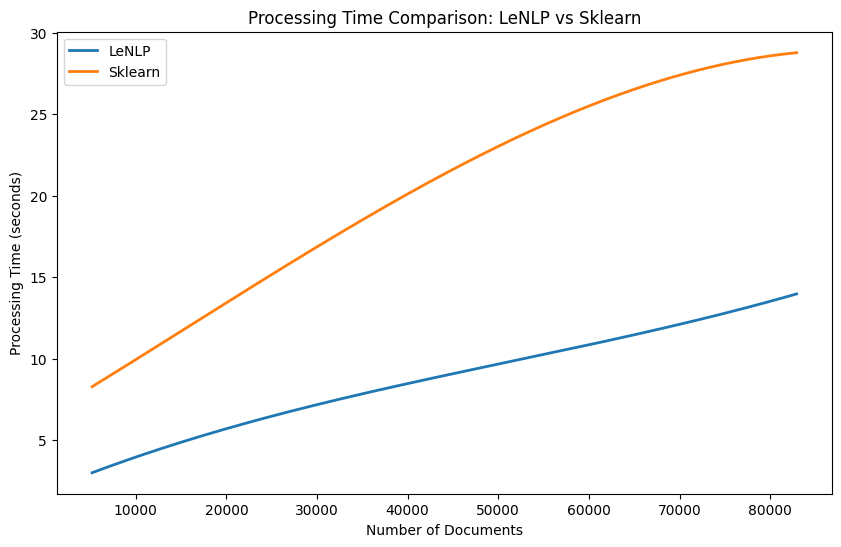 Processing Time Comparison: LeNLP vs Sklearn
LeNLP
Sklearn
Processing Time (seconds)
30
25
20
15
10
5
10000 20000 30000 40000 50000 60000 70000 80000
Number of Documents